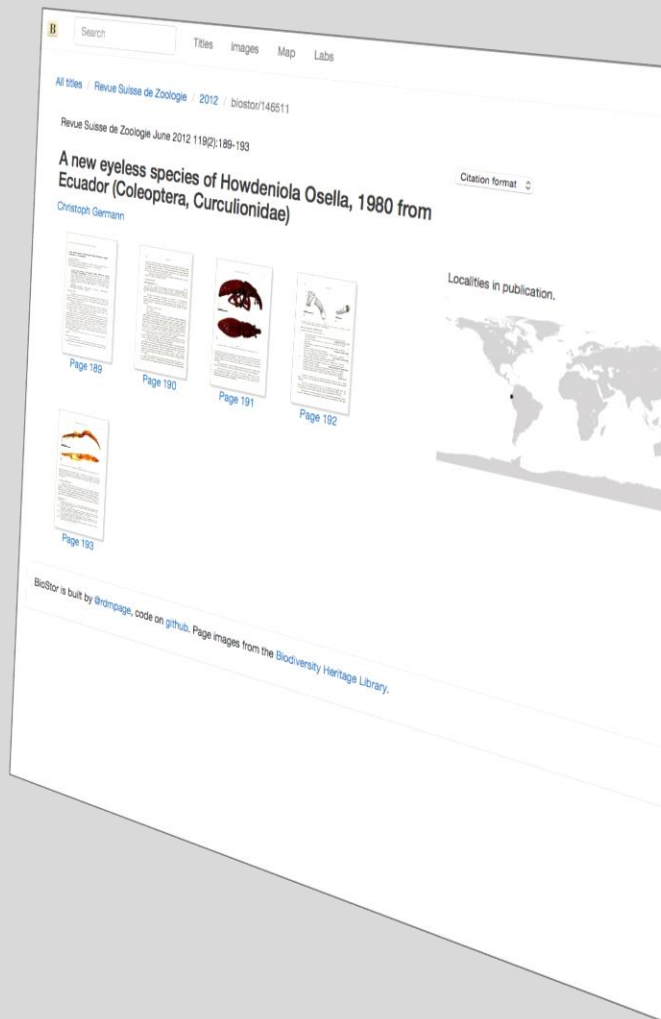 B
Search
Titles
Images
Map
Labs
All titles / Revue Suisse de Zoologie / 2012 / biostor/146511
Revue Suisse de Zoologie June 2012 119(2):189-193
A new eyeless species of Howdeniola Osella, 1980 from
Ecuador (Coleoptera, Curculionidae)
Christoph Germann
Citation format
Page 189
Page 190
Page 191
Page 192
Localities in publication.
Page 193
BioStor is built by @rdmpage, code on github. Page images from the Biodiversity Heritage Library.